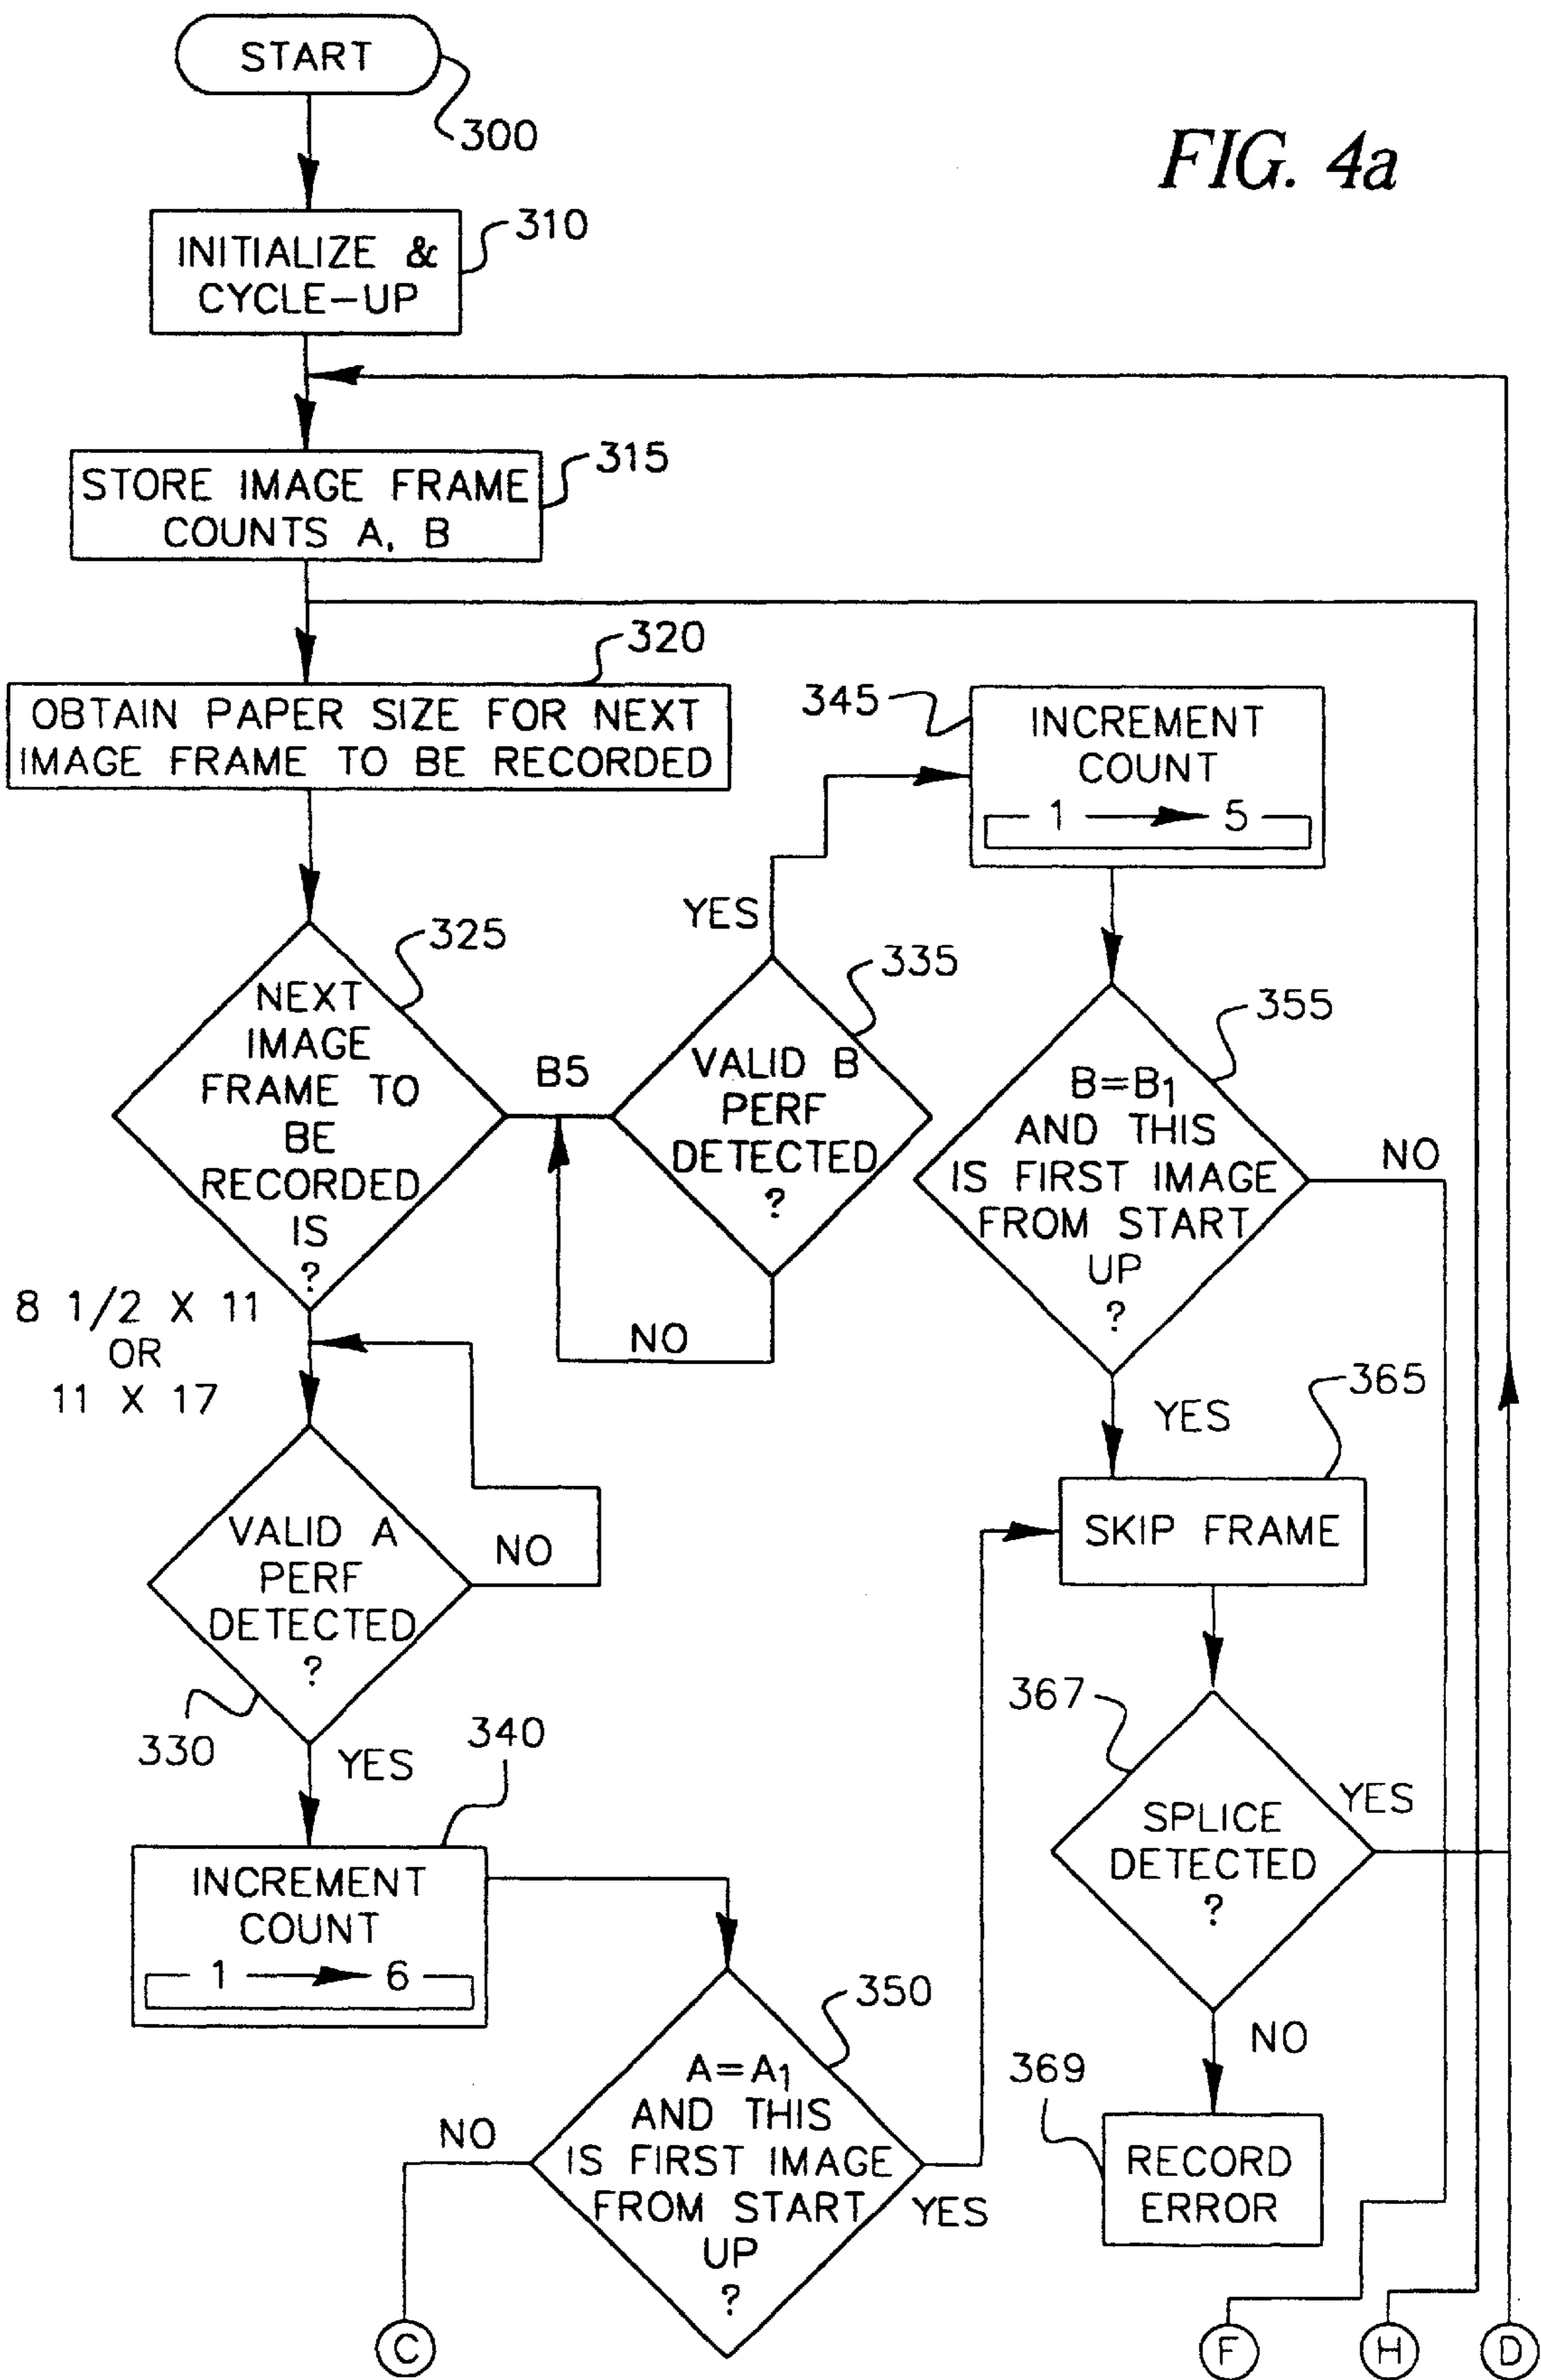 START
300
FIG. 4a
INITIALIZE &
CYCLE-UP
310
STORE IMAGE FRAME
COUNTS A, B
315
320
OBTAIN PAPER SIZE FOR NEXT
IMAGE FRAME TO BE RECORDED
345
INCREMENT
COUNT
1 5
325
NEXT
IMAGE
FRAME TO
BE
RECORDED
IS
?
B5
YES
335
VALID B
PERF
DETECTED
?
NO
355
B=B1
AND THIS
IS FIRST IMAGE
FROM START
UP
?
NO
YES
8 1/2 X 11
OR
11 X 17
VALID A
PERF
DETECTED
?
NO
330
YES
365
SKIP FRAME
367
SPLICE
DETECTED
?
YES
NO
340
INCREMENT
COUNT
1 6
350
A=A1
AND THIS
IS FIRST IMAGE
FROM START
UP
?
NO
YES
369
RECORD
ERROR
C
F
H
D